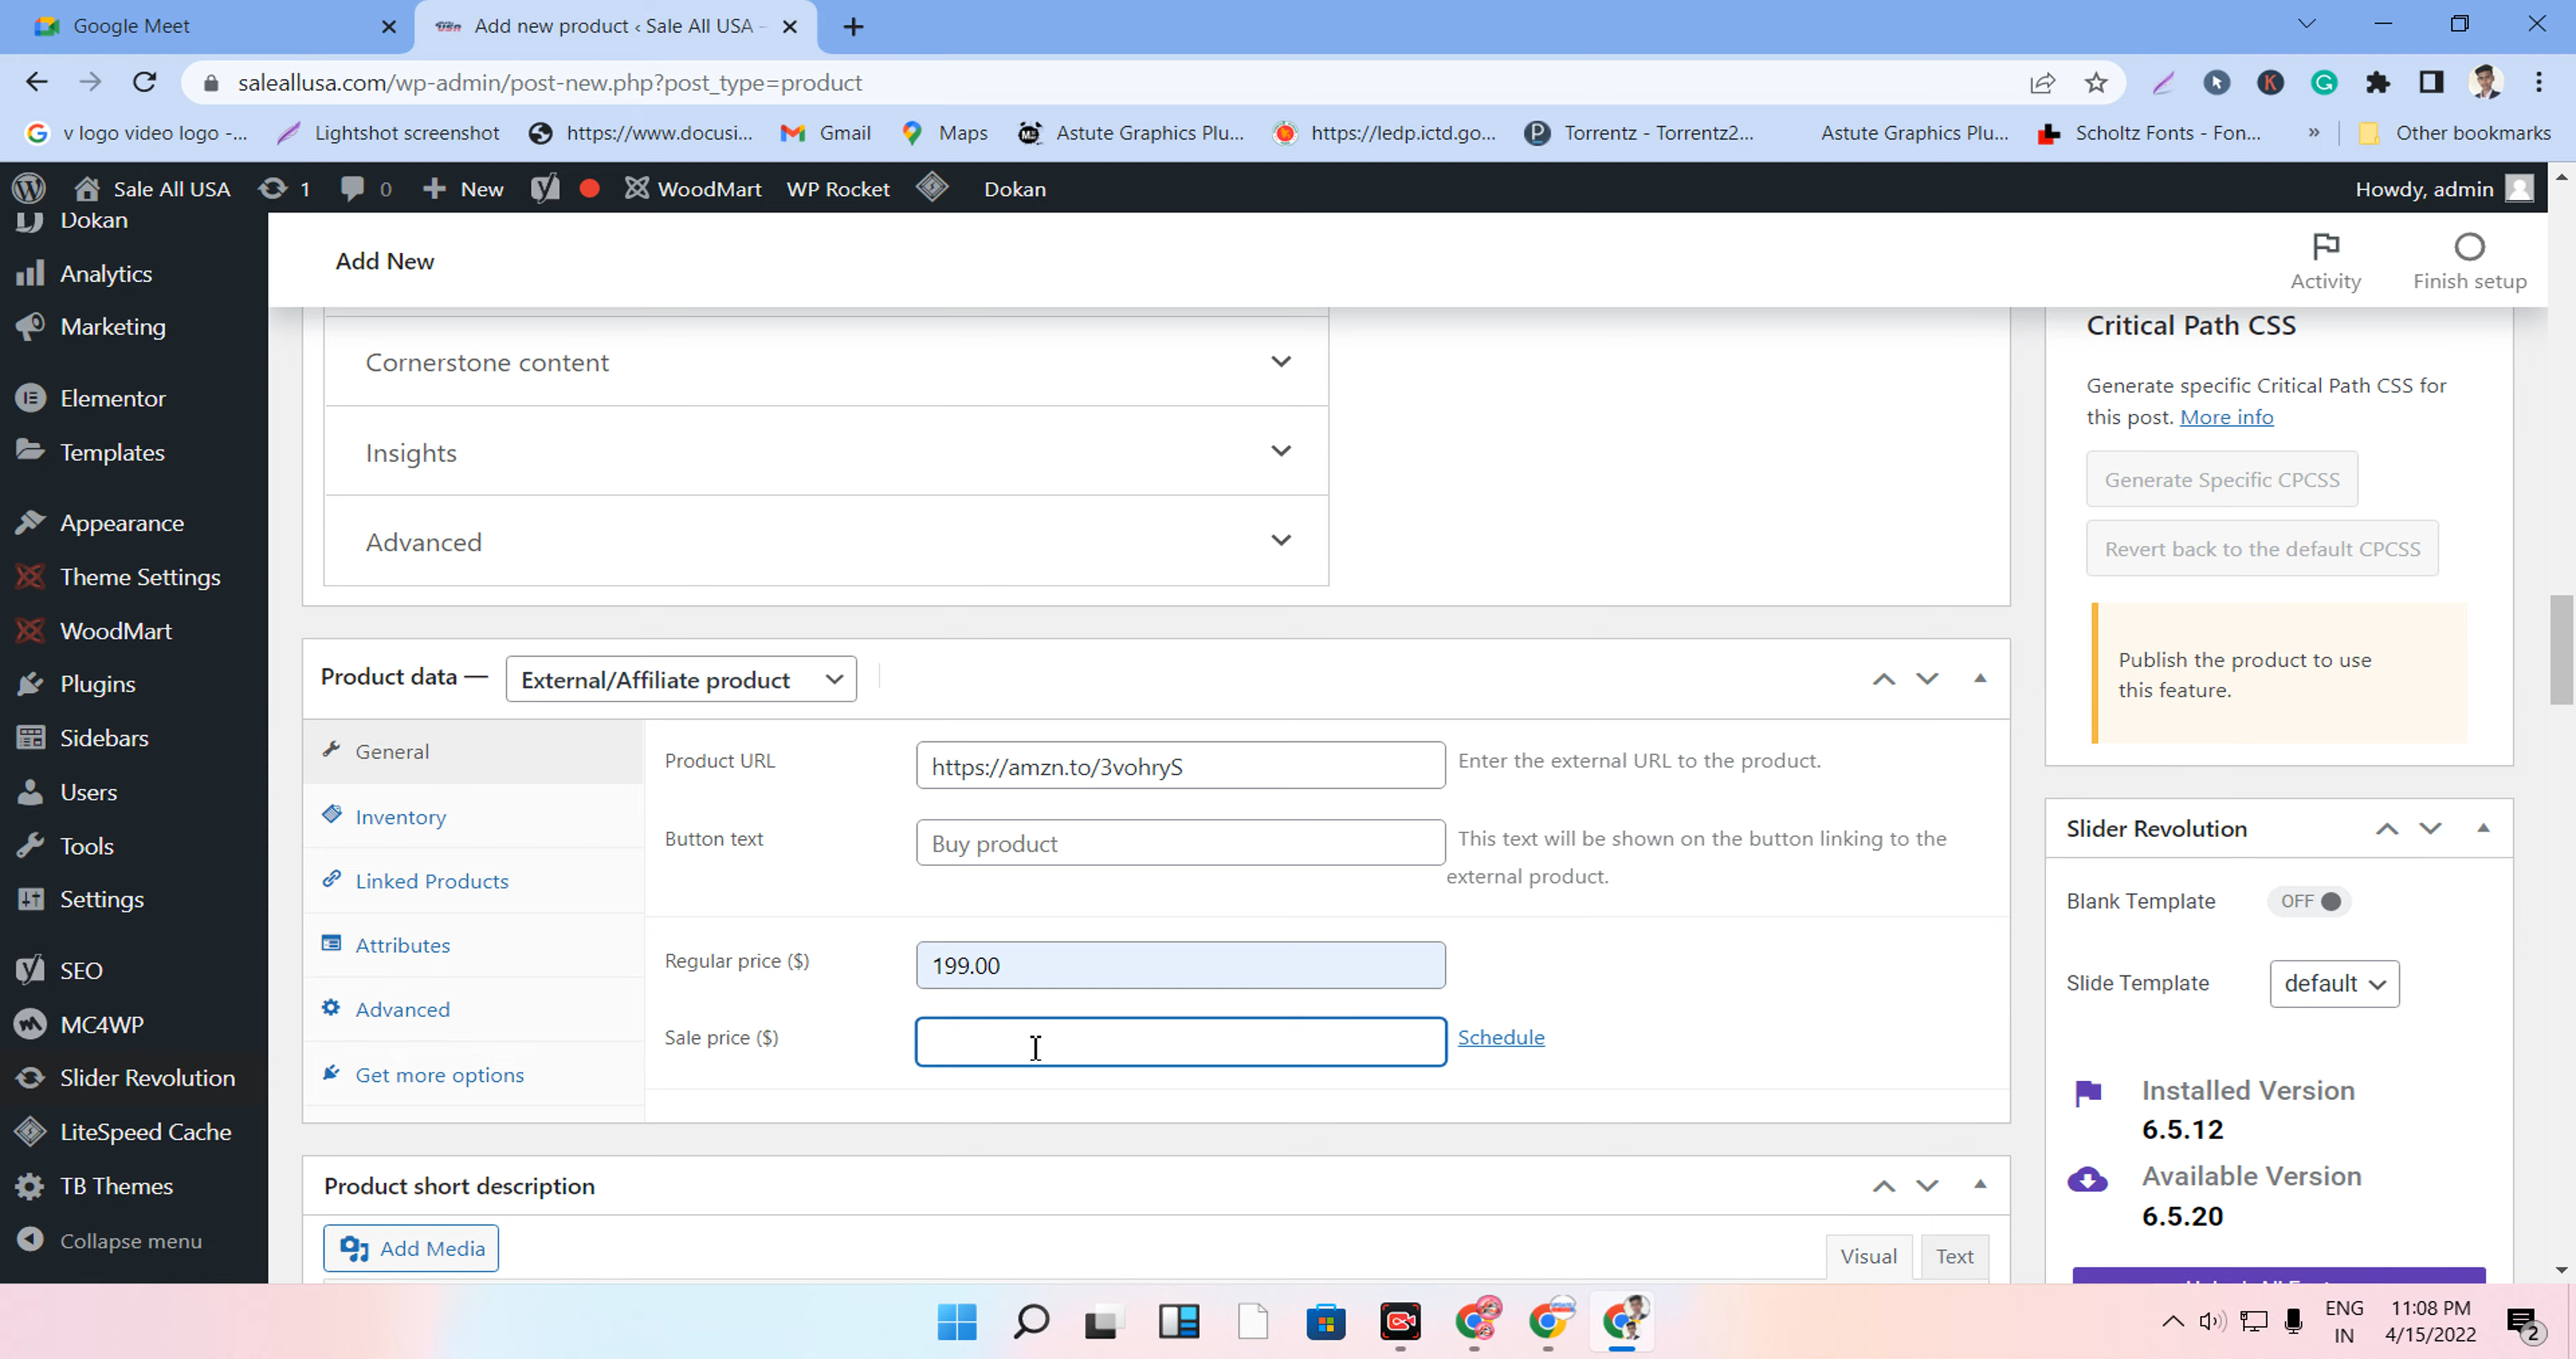 Google Meet
Add new product ‹ Sale All USA –
saleallusa.com/wp-admin/post-new.php?post_type=product
v logo video logo -...
Lightshot screenshot
https://www.docusi...
Gmail
Maps
Astute Graphics Plu...
https://ledp.ictd.go...
Torrentz - Torrentz2...
Astute Graphics Plu...
Scholtz Fonts - Fon...
»
Other bookmarks
Sale All USA
1
0
New
WoodMart
WP Rocket
Dokan
Howdy, admin
Dokan
Analytics
Marketing
Elementor
Templates
Appearance
Theme Settings
WoodMart
Plugins
Sidebars
Users
Tools
Settings
SEO
MC4WP
Slider Revolution
LiteSpeed Cache
TB Themes
Collapse menu
Add New
Activity
Finish setup
Cornerstone content
Insights
Advanced
Product data —
External/Affiliate product
General
Inventory
Linked Products
Attributes
Advanced
Get more options
Product URL
https://amzn.to/3vohryS
Enter the external URL to the product.
Button text
Buy product
This text will be shown on the button linking to the
external product.
Regular price ($)
199.00
Sale price ($)
Schedule
Product short description
Add Media
Visual
Text
Critical Path CSS
Generate specific Critical Path CSS for
this post. More info
Generate Specific CPCSS
Revert back to the default CPCSS
Publish the product to use
this feature.
Slider Revolution
Blank Template
OFF
Slide Template
default
Installed Version
6.5.12
Available Version
6.5.20
ENG
IN
11:08 PM
4/15/2022
2